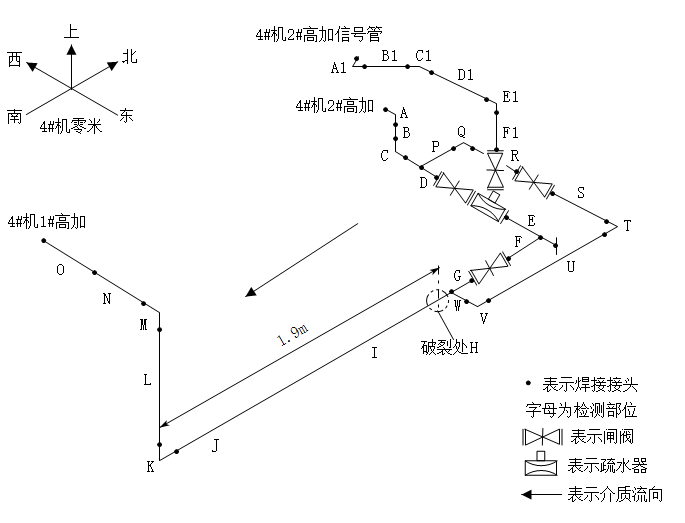 上
西
北
南
东
4#机零米
4#机2#高加信号管
A1
B1
C1
D1
E1
F1
4#机2#高加
A
B
C
P
Q
R
D
S
T
E
F
U
G
W
V
4#机1#高加
O
N
M
L
K
J
I
1.9m
破裂处H
表示焊接接头
字母为检测部位
表示闸阀
表示疏水器
表示介质流向